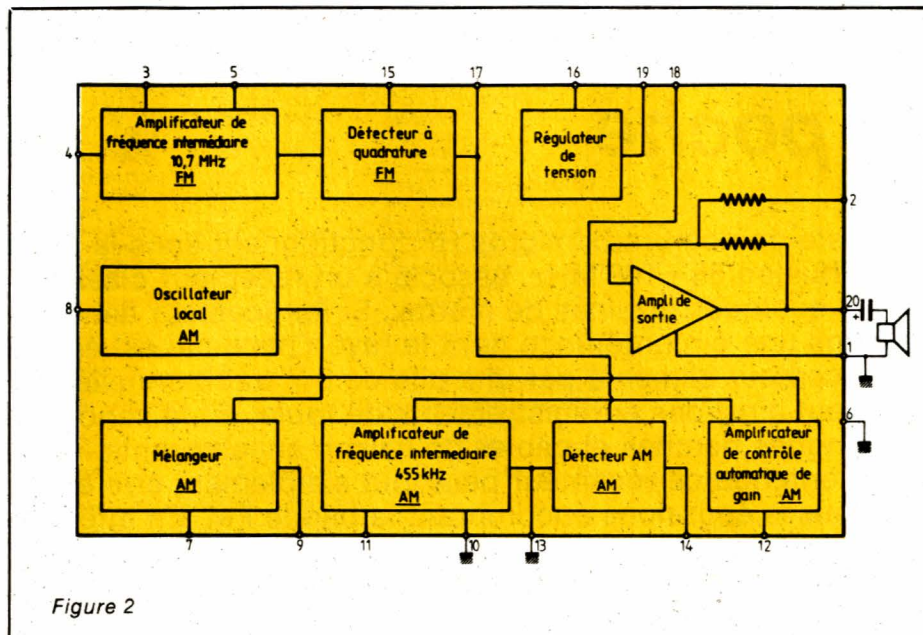 3 5 15 17 16 19 18
Amplificateur de
fréquence intermédiaire
10,7 MHz
FM
Détecteur à
quadrature
FM
Régulateur
de
tension
4
2
Oscillateur
local
AM
Ampli de
sortie
8
20
+
1
6
Mélangeur
AM
Amplificateur de
fréquence intermediaire
455 kHz
AM
Détecteur AM
AM
Amplificateur
de contrôle
automatique de
gain AM
7 9 11 10 13 14 12
Figure 2